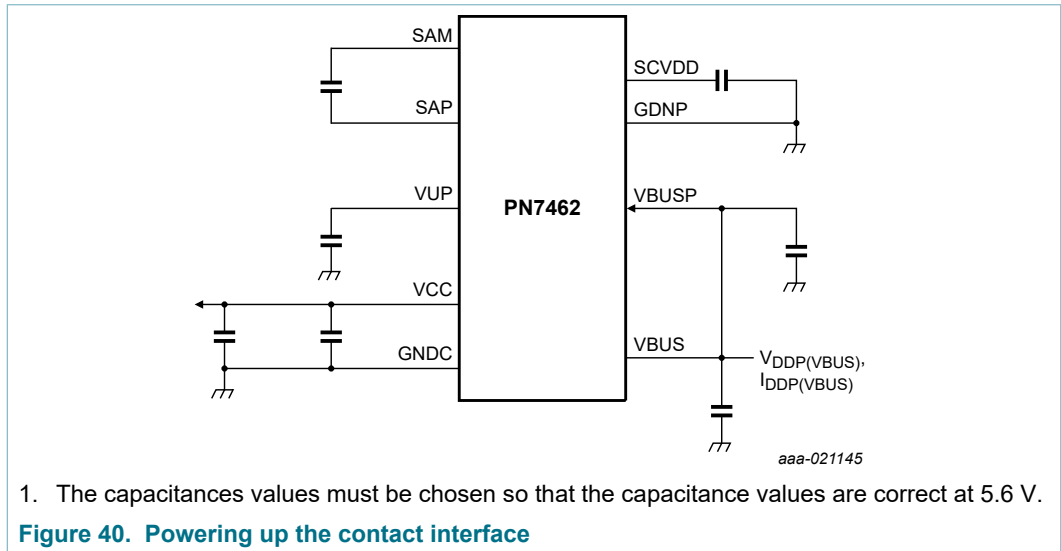 SAM
SCVDD
SAP
GDNP
VUP
VBUSP
PN7462
VCC
GNDC
VBUS
VDDP(VBUS),
IDDP(VBUS)
aaa-021145
1. The capacitances values must be chosen so that the capacitance values are correct at 5.6 V.
Figure 40. Powering up the contact interface